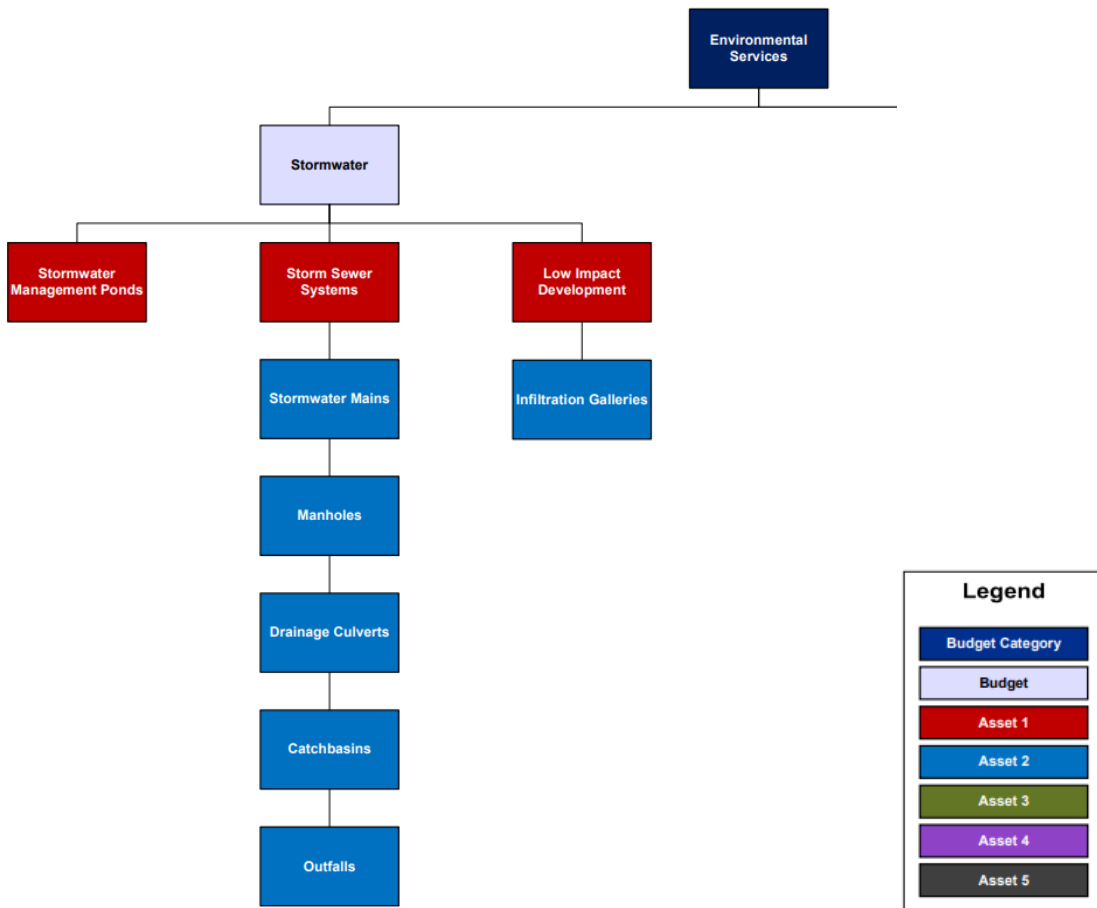 Environmental
Services
Stormwater
Stormwater
Management Ponds
Storm Sewer
Systems
Low Impact
Development
Stormwater Mains
Infiltration Galleries
Manholes
Drainage Culverts
Catchbasins
Outfalls
Legend
Budget Category
Budget
Asset 1
Asset 2
Asset 3
Asset 4
Asset 5